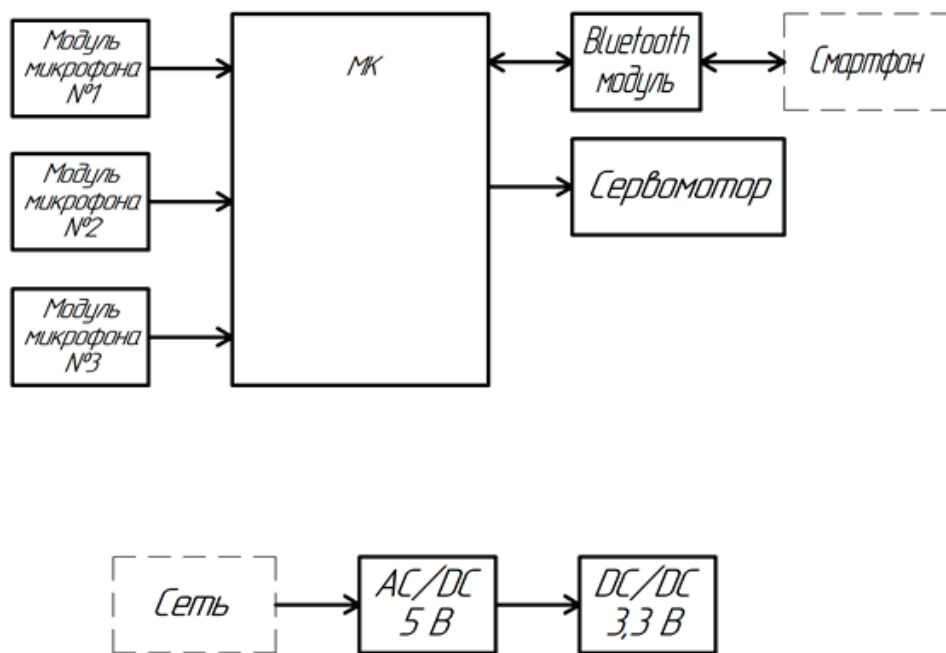 Модуль
микрофона
№1
МК
Bluetooth
модуль
Смартфон
Модуль
микрофона
№2
Сервомотор
Модуль
микрофона
№3
Сеть
AC/DC
5 В
DC/DC
3,3 В